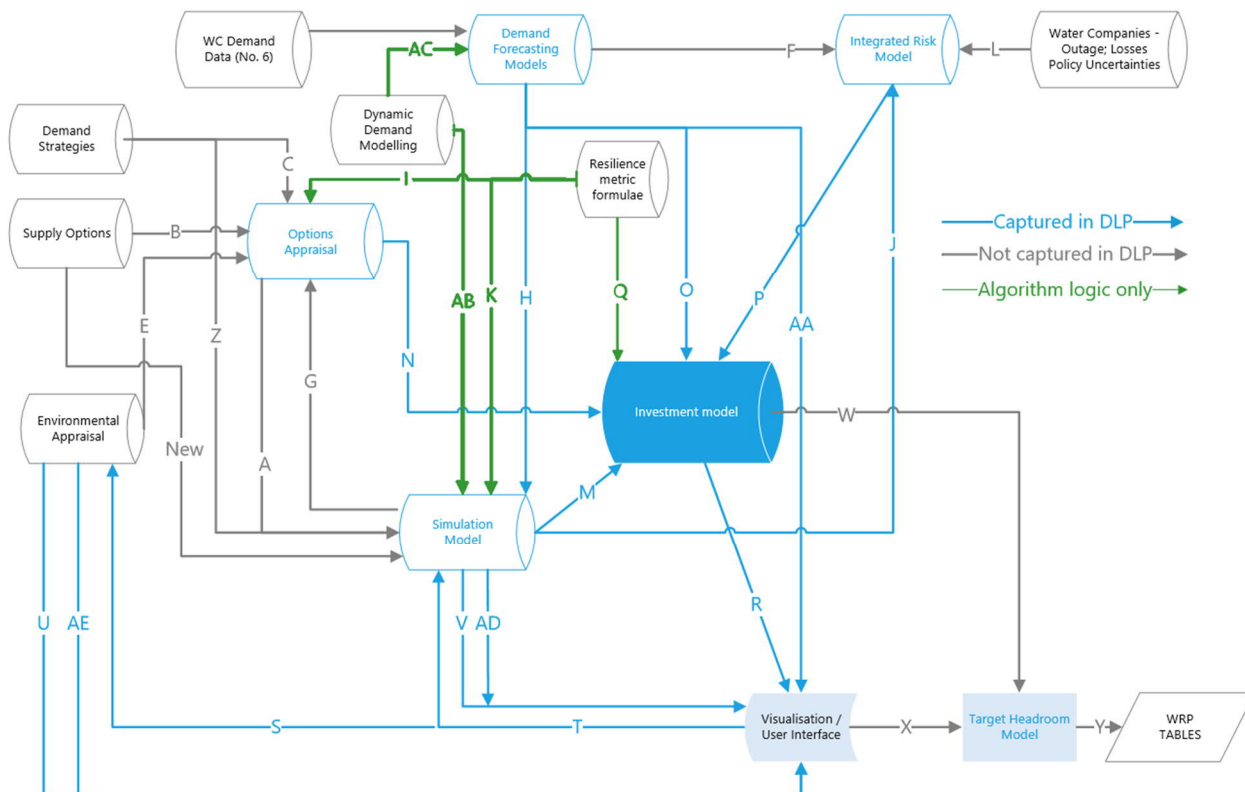 WC Demand
Data (No. 6)
Demand
Forecasting
Models
Integrated Risk
Model
Water Companies -
Outage; Losses
Policy Uncertainties
AC
F
L
Demand
Strategies
Dynamic
Demand
Modelling
Resilience
metric
formulae
C
I
Supply Options
B
Options
Appraisal
Captured in DLP
Not captured in DLP
Algorithm logic only
E
Z
G
N
AB
K
H
Q
O
P
AA
J
Environmental
Appraisal
New
A
Investment model
W
M
Simulation
Model
U
AE
V
AD
R
S
T
Visualisation /
User Interface
X
Target Headroom
Model
Y
WRP
TABLES